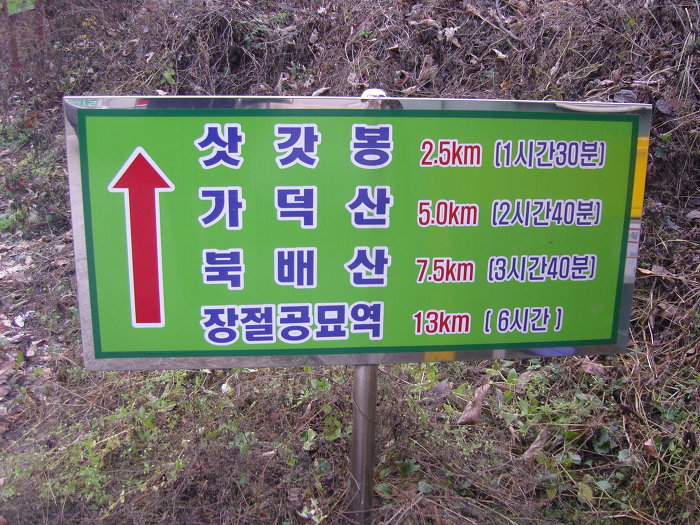 삿갓봉 2.5km (1시간30분)
가덕산 5.0km (2시간40분)
북배산 7.5km (3시간40분)
장절공묘역 13km ( 6시간 )